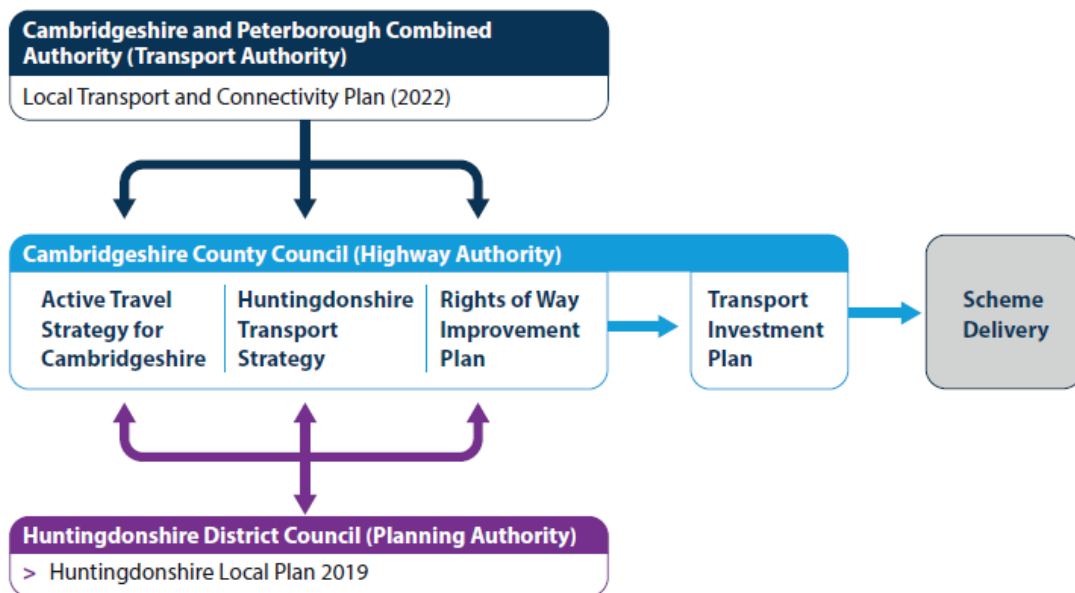 Cambridgeshire and Peterborough Combined
Authority (Transport Authority)
Local Transport and Connectivity Plan (2022)
Cambridgeshire County Council (Highway Authority)
Active Travel
Strategy for
Cambridgeshire
Huntingdonshire
Transport
Strategy
Rights of Way
Improvement
Plan
Transport
Investment
Plan
Scheme
Delivery
Huntingdonshire District Council (Planning Authority)
> Huntingdonshire Local Plan 2019